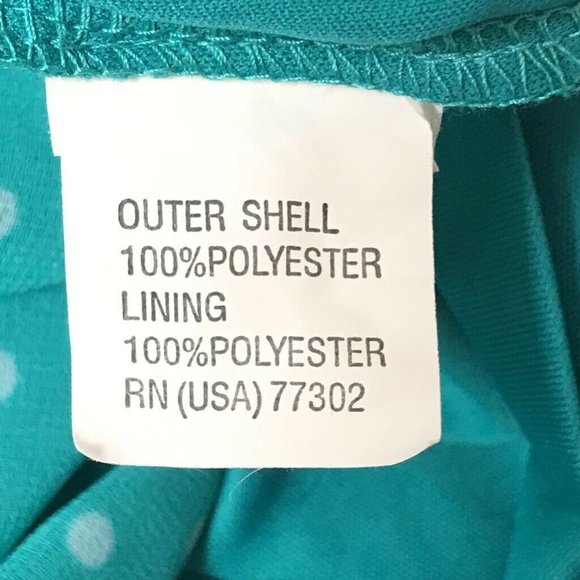 OUTER SHELL
100%POLYESTER
LINING
100%POLYESTER
RN (USA) 77302